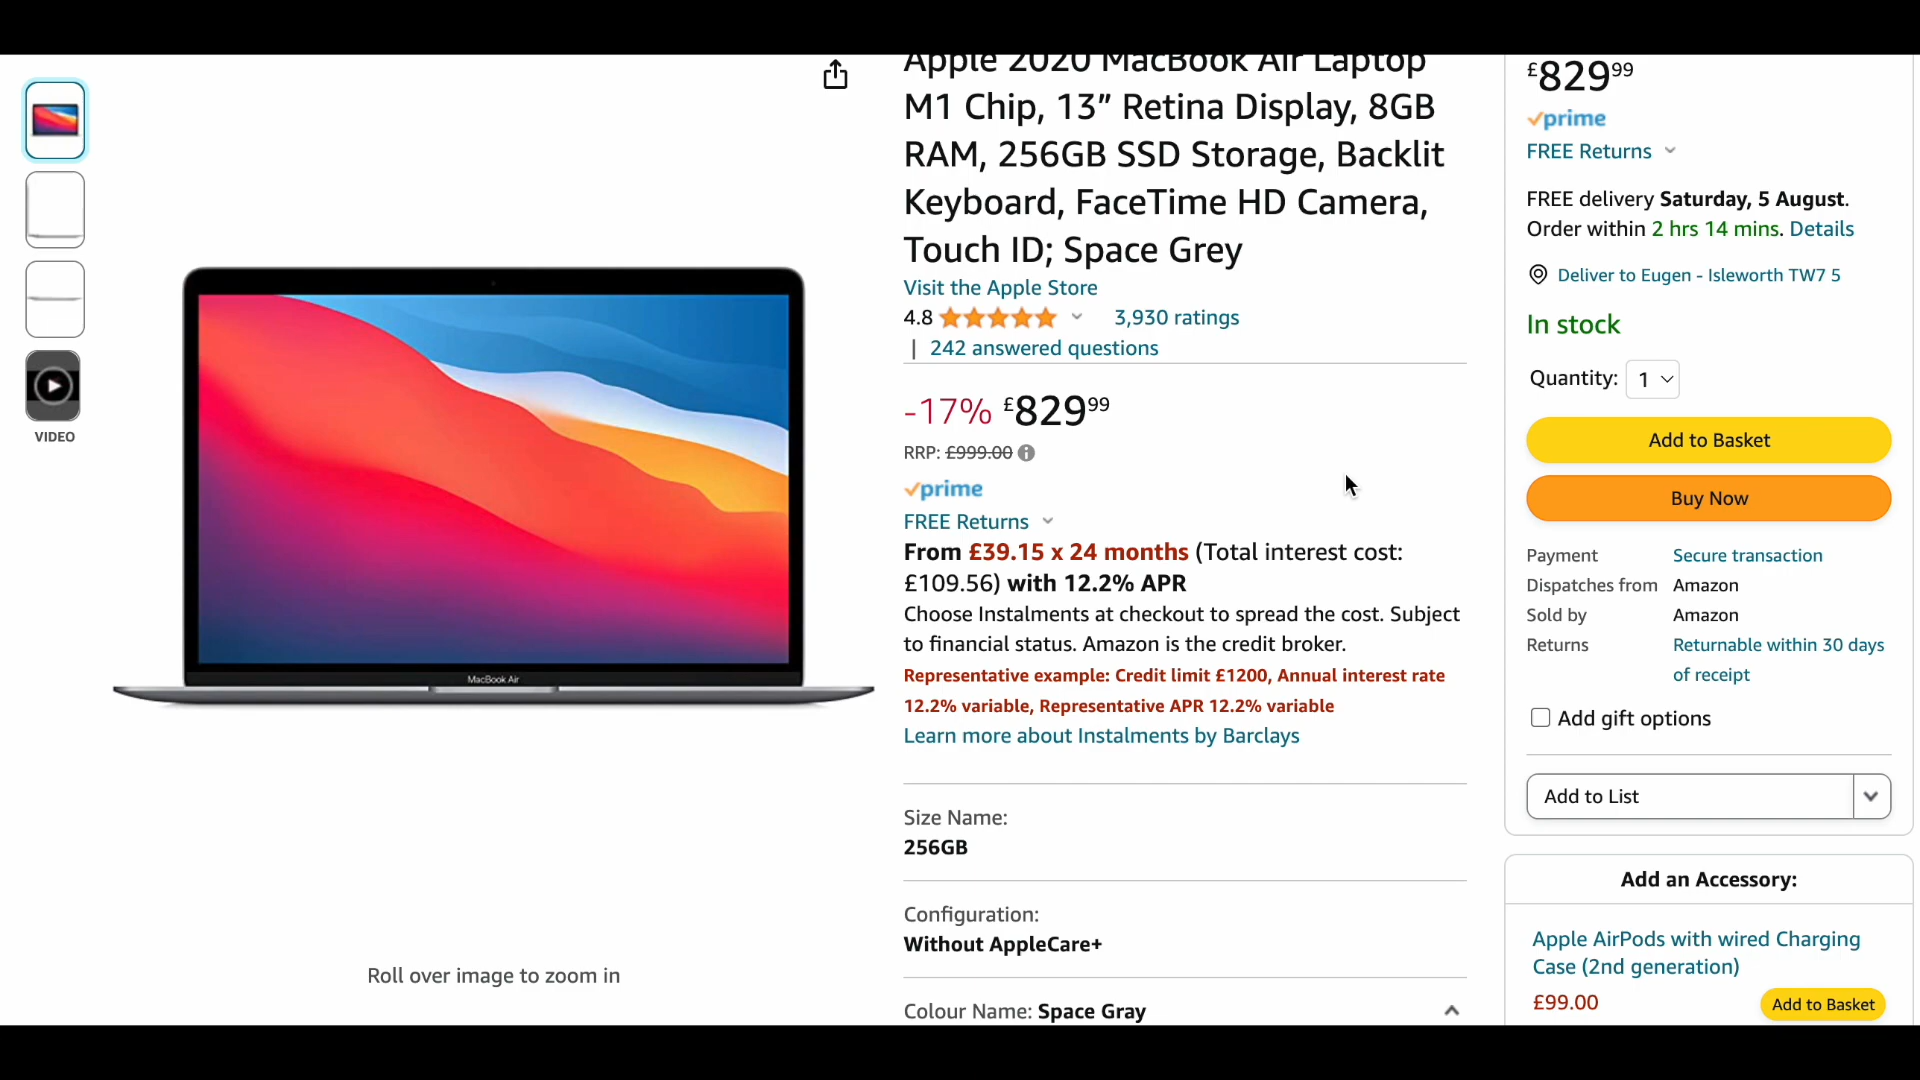 Apple 2020 MacBook Air Laptop
M1 Chip, 13” Retina Display, 8GB
RAM, 256GB SSD Storage, Backlit
Keyboard, FaceTime HD Camera,
Touch ID; Space Grey
Visit the Apple Store
4.8 3,930 ratings
| 242 answered questions
-17% £829⁹⁹
RRP: £999.00
prime
FREE Returns
From £39.15 x 24 months (Total interest cost:
£109.56) with 12.2% APR
Choose Instalments at checkout to spread the cost. Subject
to financial status. Amazon is the credit broker.
Representative example: Credit limit £1200, Annual interest rate
12.2% variable, Representative APR 12.2% variable
Learn more about Instalments by Barclays
Size Name:
256GB
Configuration:
Without AppleCare+
Colour Name: Space Gray
VIDEO
MacBook Air
Roll over image to zoom in
£829⁹⁹
prime
FREE Returns
FREE delivery Saturday, 5 August.
Order within 2 hrs 14 mins. Details
Deliver to Eugen - Isleworth TW7 5
In stock
Quantity: 1
Add to Basket
Buy Now
Payment Secure transaction
Dispatches from Amazon
Sold by Amazon
Returns Returnable within 30 days
of receipt
Add gift options
Add to List
Add an Accessory:
Apple AirPods with wired Charging
Case (2nd generation)
£99.00 Add to Basket